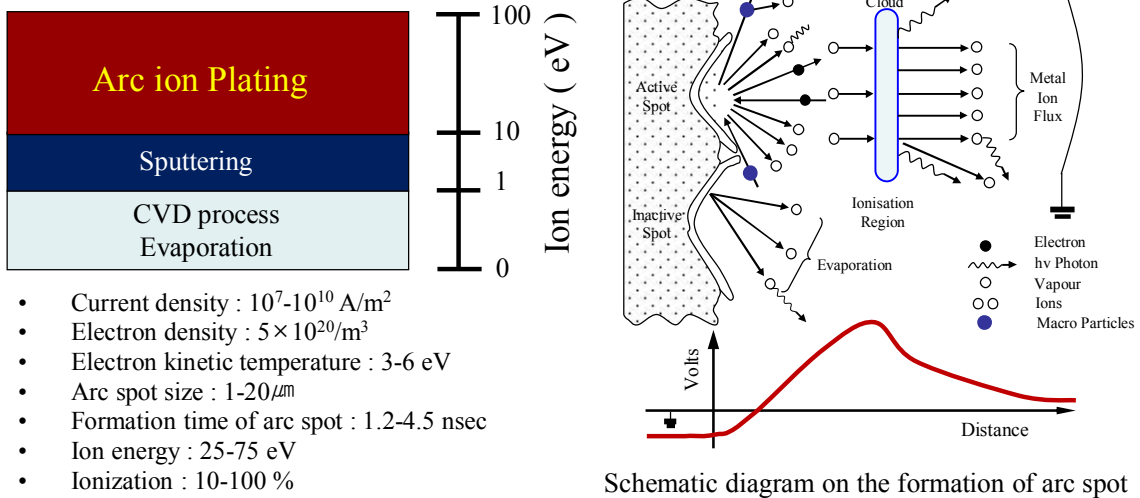 100
Arc ion Plating
10
Sputtering
1
CVD process
Evaporation
0
Ion energy ( eV )
• Current density : 10⁷-10¹⁰ A/m²
• Electron density : 5×10²⁰/m³
• Electron kinetic temperature : 3-6 eV
• Arc spot size : 1-20㎛
• Formation time of arc spot : 1.2-4.5 nsec
• Ion energy : 25-75 eV
• Ionization : 10-100 %
Cloud
Active
Spot
Metal
Ion
Flux
Inactive
Spot
Ionisation
Region
Evaporation
Electron
hν Photon
Vapour
Ions
Macro Particles
Volts
Distance
Schematic diagram on the formation of arc spot